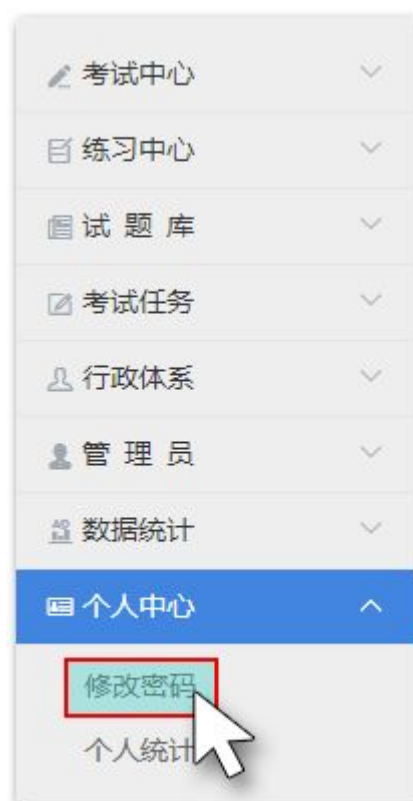 考试中心
练习中心
试 题 库
考试任务
行政体系
管 理 员
数据统计
个人中心
修改密码
个人统计